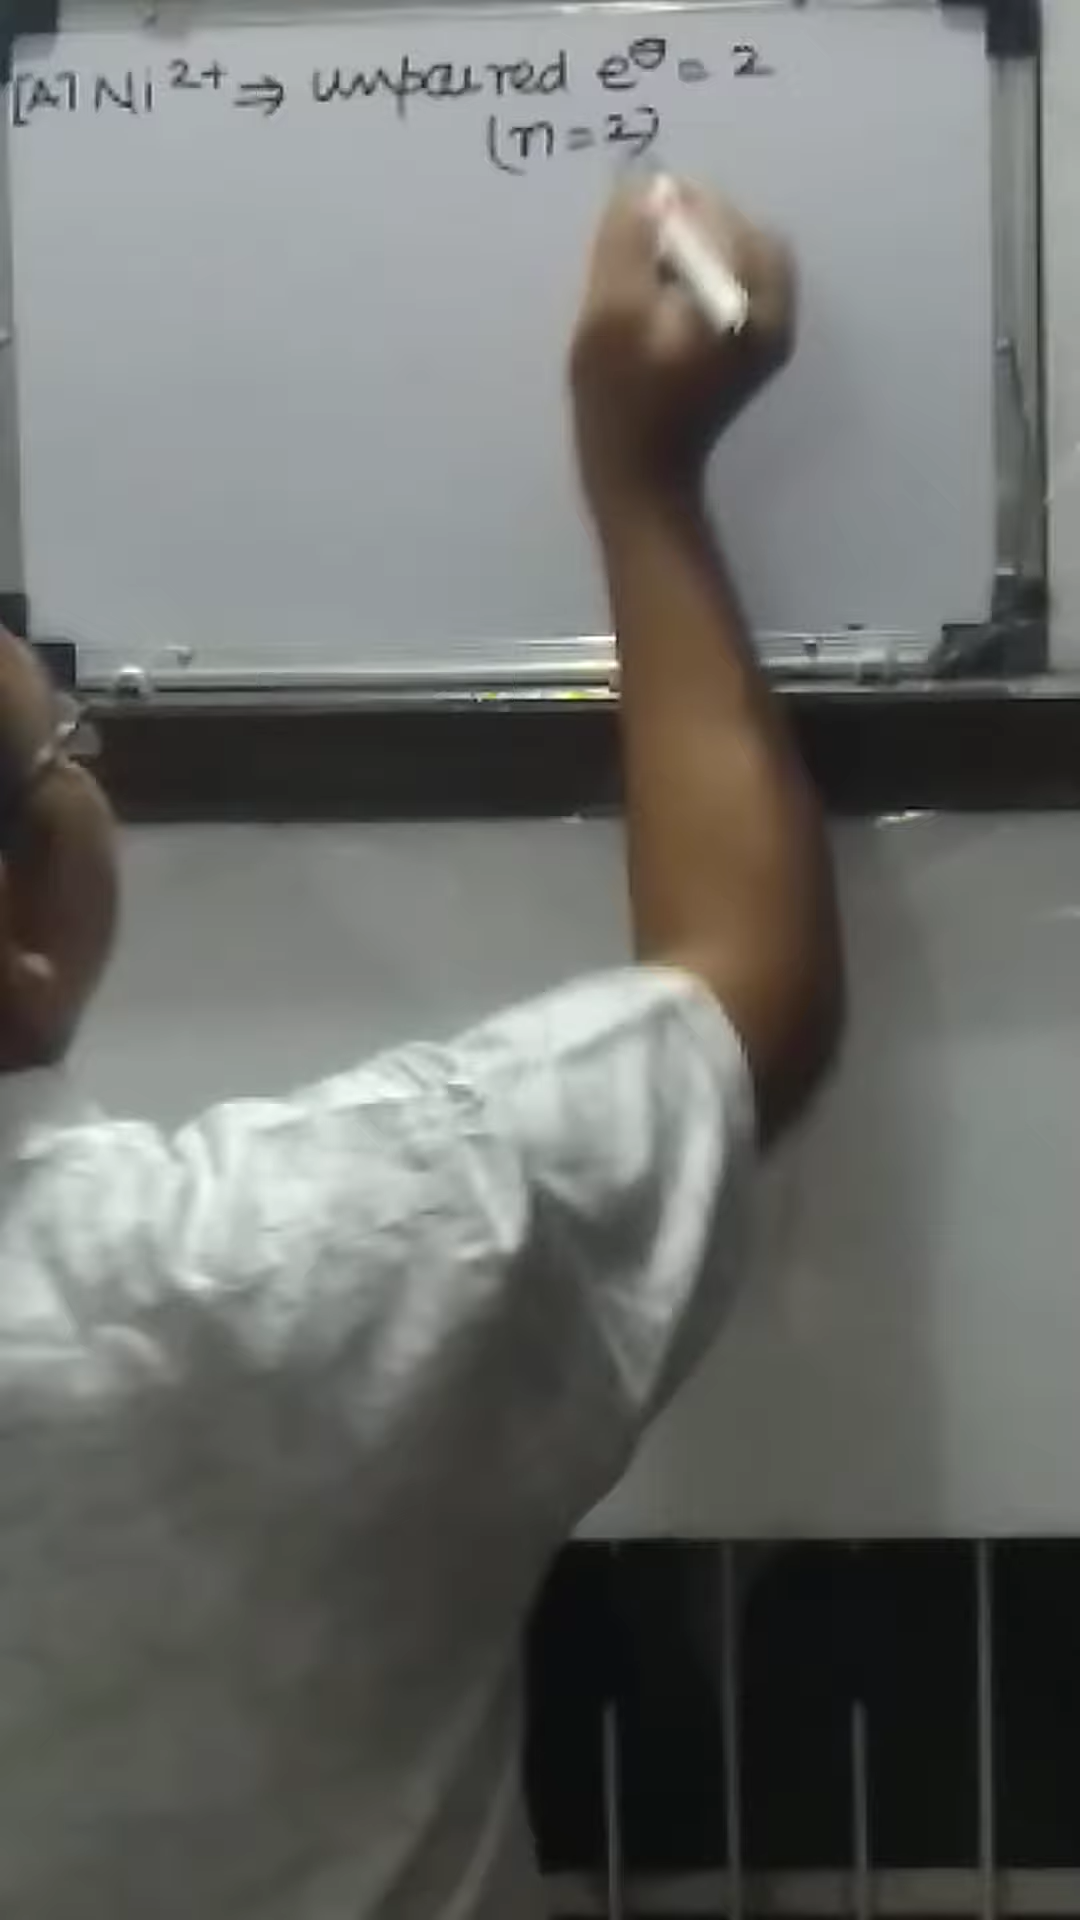 [A] Ni²⁺ ⇒ unpaired e⊖ = 2
(n=2)